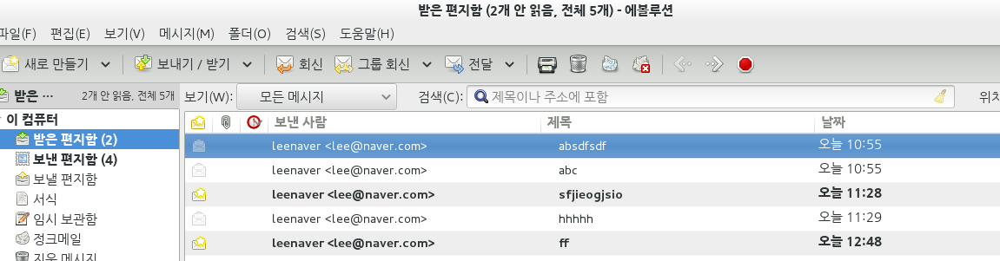 받은 편지함 (2개 안 읽음, 전체 5개) - 에볼루션
파일(F) 편집(E) 보기(V) 메시지(M) 폴더(O) 검색(S) 도움말(H)
새로 만들기 보내기 / 받기 회신 그룹 회신 전달
받은 ... 2개 안 읽음, 전체 5개 보기(W): 모든 메시지 검색(C): 제목이나 주소에 포함 위치
이 컴퓨터
받은 편지함 (2)
보낸 편지함 (4)
보낼 편지함
서식
임시 보관함
정크메일
지운 메시지
보낸 사람 제목 날짜
leenaver <lee@naver.com> absdfsdf 오늘 10:55
leenaver <lee@naver.com> abc 오늘 10:55
leenaver <lee@naver.com> sfjieogjsio 오늘 11:28
leenaver <lee@naver.com> hhhhh 오늘 11:29
leenaver <lee@naver.com> ff 오늘 12:48